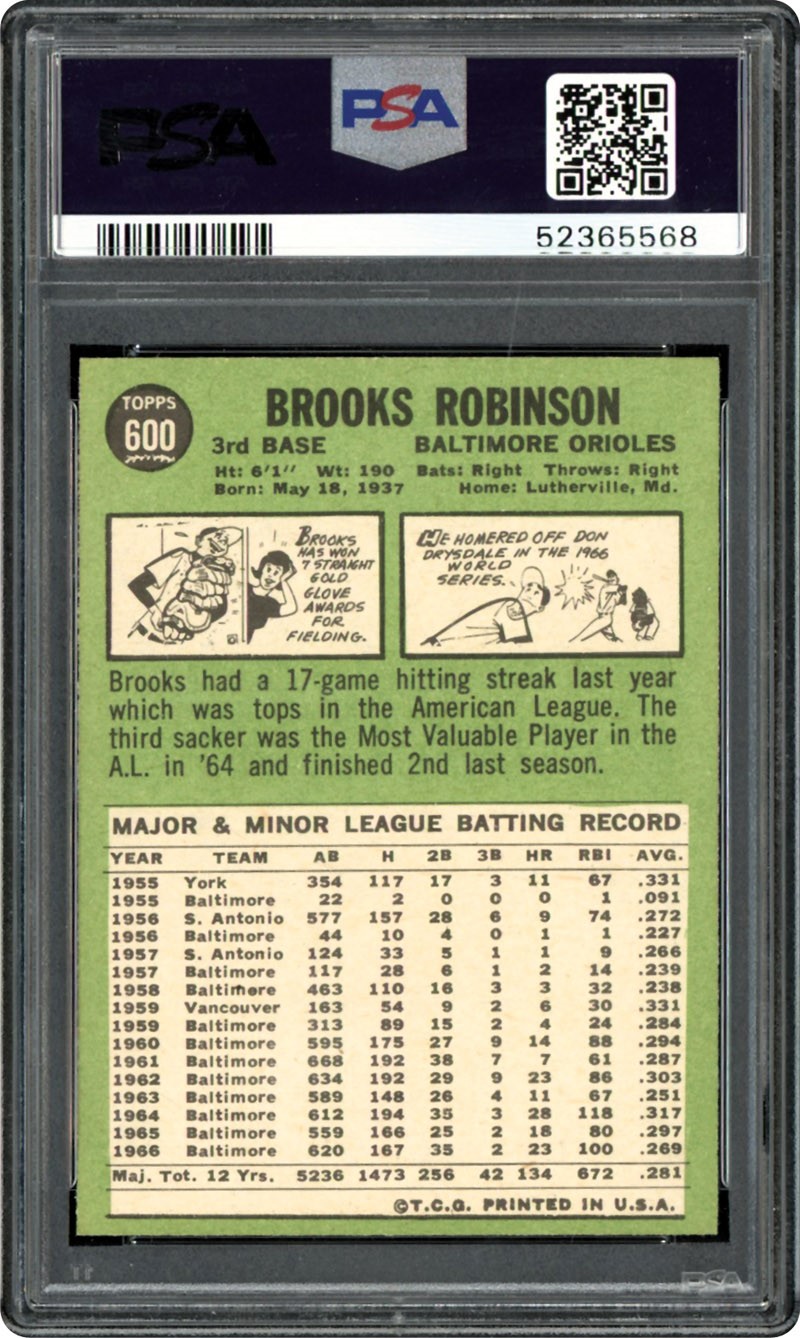 PSA
PSA
52365568
TOPPS
600
BROOKS ROBINSON
3rd BASE BALTIMORE ORIOLES
Ht: 6'1" Wt: 190 Bats: Right Throws: Right
Born: May 18, 1937 Home: Lutherville, Md.
BROOKS
HAS WON
7 STRAIGHT
GOLD
GLOVE
AWARDS
FOR
FIELDING.
HE HOMERED OFF DON
DRYSDALE IN THE 1966
WORLD
SERIES.
Brooks had a 17-game hitting streak last year
which was tops in the American League. The
third sacker was the Most Valuable Player in the
A.L. in '64 and finished 2nd last season.
MAJOR & MINOR LEAGUE BATTING RECORD
YEAR TEAM AB H 2B 3B HR RBI AVG.
1955 York 354 117 17 3 11 67 .331
1955 Baltimore 22 2 0 0 0 1 .091
1956 S. Antonio 577 157 28 6 9 74 .272
1956 Baltimore 44 10 4 0 1 1 .227
1957 S. Antonio 124 33 5 1 1 9 .266
1957 Baltimore 117 28 6 1 2 14 .239
1958 Baltimore 463 110 16 3 3 32 .238
1959 Vancouver 163 54 9 2 6 30 .331
1959 Baltimore 313 89 15 2 4 24 .284
1960 Baltimore 595 175 27 9 14 88 .294
1961 Baltimore 668 192 38 7 7 61 .287
1962 Baltimore 634 192 29 9 23 86 .303
1963 Baltimore 589 148 26 4 11 67 .251
1964 Baltimore 612 194 35 3 28 118 .317
1965 Baltimore 559 166 25 2 18 80 .297
1966 Baltimore 620 167 35 2 23 100 .269
Maj. Tot. 12 Yrs. 5236 1473 256 42 134 672 .281
©T.C.G. PRINTED IN U.S.A.
PSA